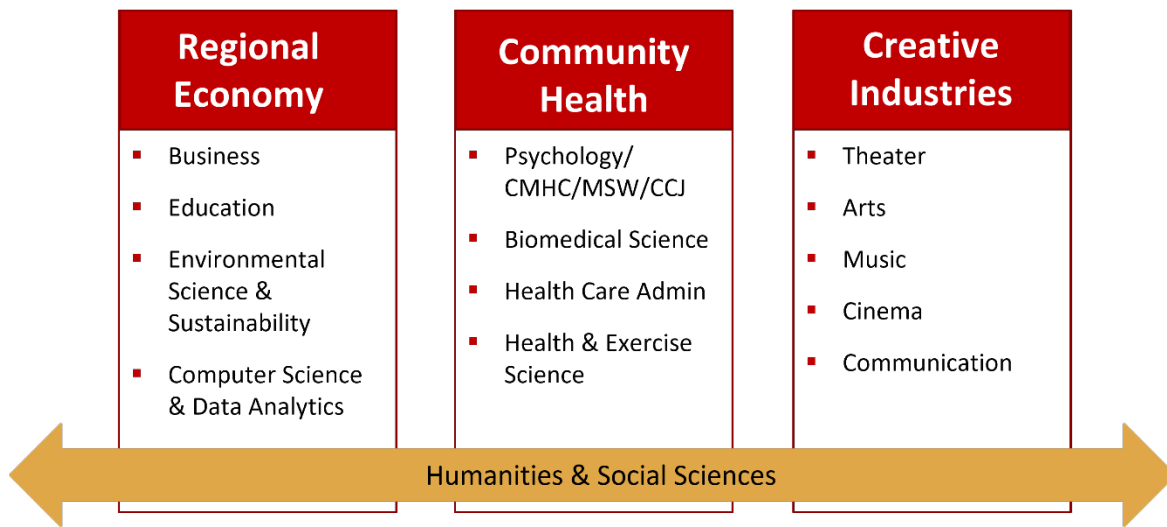 Regional
Economy
Business
Education
Environmental
Science &
Sustainability
Computer Science
& Data Analytics
Community
Health
Psychology/
CMHC/MSW/CCJ
Biomedical Science
Health Care Admin
Health & Exercise
Science
Creative
Industries
Theater
Arts
Music
Cinema
Communication
Humanities & Social Sciences